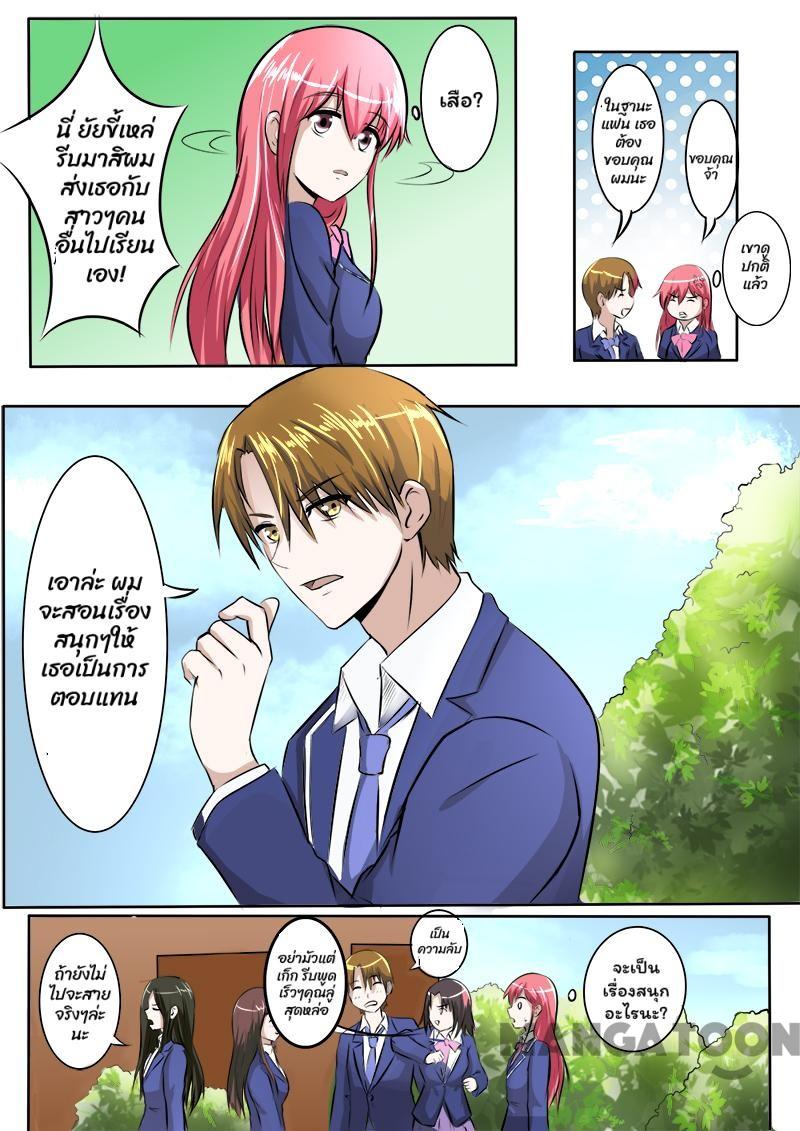 นี่ ยัยขี้เหล่
รีบมาสิผม
ส่งเธอกับ
สาวๆคน
อื่นไปเรียน
เอง!
เสือ?
ในฐานะ
แฟน เธอ
ต้อง
ขอบคุณ
ผมนะ
ขอบคุณ
จ้า
เขาดู
ปกติ
แล้ว
เอาล่ะ ผม
จะสอนเรื่อง
สนุกๆให้
เธอเป็นการ
ตอบแทน
ถ้ายังไม่
ไปจะสาย
จริงๆล่ะ
นะ
อย่ามัวแต่
เก็ก รีบพูด
เร็วๆคุณลู่
สุดหล่อ
เป็น
ความลับ
จะเป็น
เรื่องสนุก
อะไรนะ?
MANGATOON